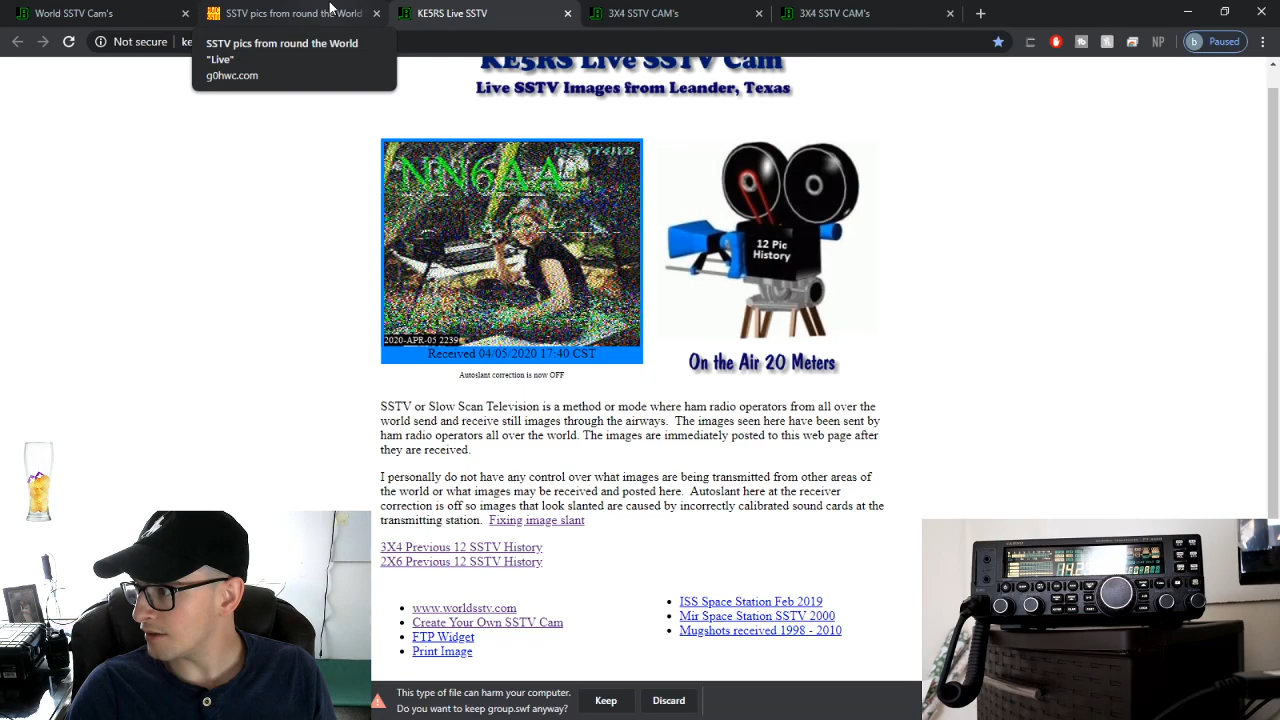 World SSTV Cam's
SSTV pics from round the World
KE5RS Live SSTV
3X4 SSTV CAM's
3X4 SSTV CAM's
Not secure
ke
NP
b
Paused
SSTV pics from round the World
"Live"
g0hwc.com
KE5RS Live SSTV Cam
Live SSTV Images from Leander, Texas
NN6AA
2020-APR-05 2239
Received 04/05/2020 17:40 CST
Autoslant correction is now OFF
12 Pic
History
On the Air 20 Meters
SSTV or Slow Scan Television is a method or mode where ham radio operators from all over the
world send and receive still images through the airways. The images seen here have been sent by
ham radio operators all over the world. The images are immediately posted to this web page after
they are received.
I personally do not have any control over what images are being transmitted from other areas of
the world or what images may be received and posted here. Autoslant here at the receiver
correction is off so images that look slanted are caused by incorrectly calibrated sound cards at the
transmitting station. Fixing image slant
3X4 Previous 12 SSTV History
2X6 Previous 12 SSTV History
www.worldsstv.com
Create Your Own SSTV Cam
FTP Widget
Print Image
ISS Space Station Feb 2019
Mir Space Station SSTV 2000
Mugshots received 1998 - 2010
This type of file can harm your computer.
Do you want to keep group.swf anyway?
Keep
Discard